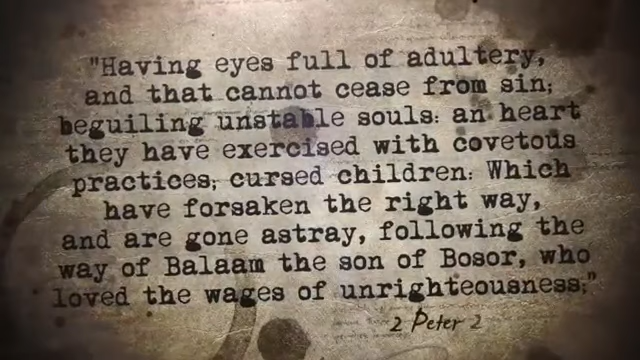 "Having eyes full of adultery,
and that cannot cease from sin;
beguiling unstable souls: an heart
they have exercised with covetous
practices; cursed children: Which
have forsaken the right way,
and are gone astray, following the
way of Balaam the son of Bosor, who
loved the wages of unrighteousness;"
2 Peter 2